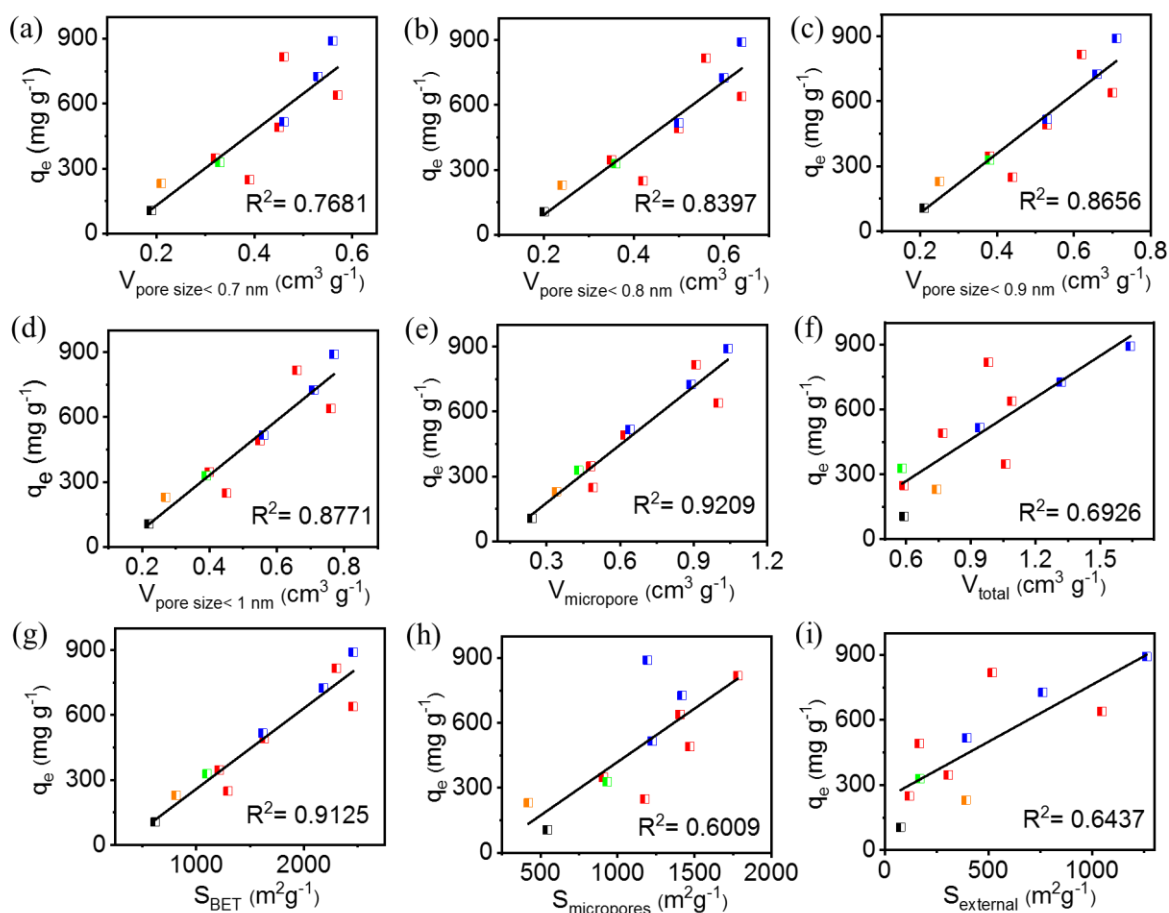 (a)
900
600
300
0
qₑ (mg g⁻¹)
R²= 0.7681
0.2 0.4 0.6
V pore size< 0.7 nm (cm³ g⁻¹)
(b)
900
600
300
0
qₑ (mg g⁻¹)
R²= 0.8397
0.2 0.4 0.6
V pore size< 0.8 nm (cm³ g⁻¹)
(c)
900
600
300
0
qₑ (mg g⁻¹)
R²= 0.8656
0.2 0.4 0.6 0.8
V pore size< 0.9 nm (cm³ g⁻¹)
(d)
900
600
300
0
qₑ (mg g⁻¹)
R²= 0.8771
0.2 0.4 0.6 0.8
V pore size< 1 nm (cm³ g⁻¹)
(e)
900
600
300
0
qₑ (mg g⁻¹)
R²= 0.9209
0.3 0.6 0.9 1.2
V micropore (cm³ g⁻¹)
(f)
900
600
300
0
qₑ (mg g⁻¹)
R²= 0.6926
0.6 0.9 1.2 1.5
V total (cm³ g⁻¹)
(g)
900
600
300
0
qₑ (mg g⁻¹)
R²= 0.9125
1000 2000
S BET (m²g⁻¹)
(h)
900
600
300
0
qₑ (mg g⁻¹)
R²= 0.6009
500 1000 1500 2000
S micropores (m²g⁻¹)
(i)
900
600
300
0
qₑ (mg g⁻¹)
R²= 0.6437
0 500 1000
S external (m²g⁻¹)